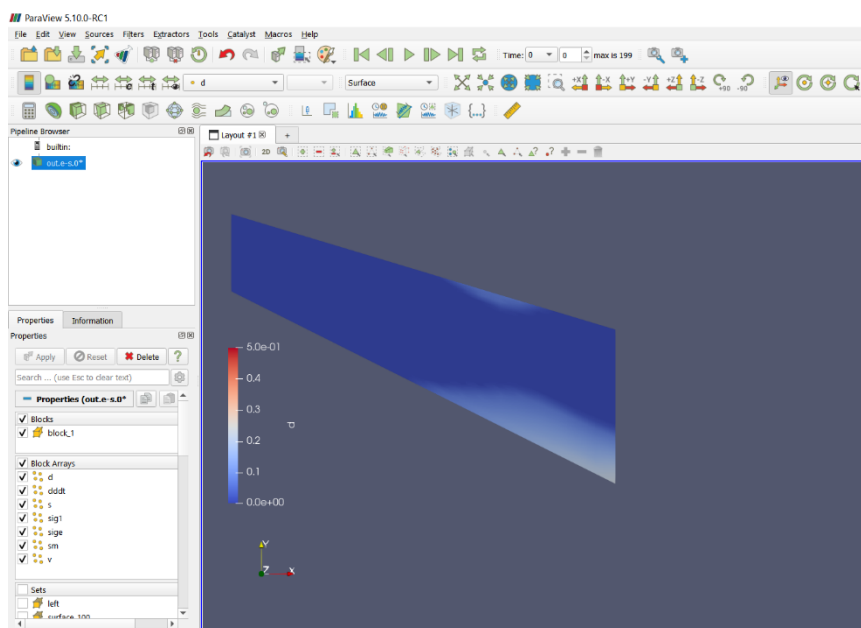 ParaView 5.10.0-RC1
File Edit View Sources Filters Extractors Tools Catalyst Macros Help
Time: 0 0 max is 199
d Surface -X +Y -Y +Z -Z +90 -90
Pipeline Browser
builtin:
out.e-s.0*
Layout #1 +
2D
Properties Information
Properties
Apply Reset Delete ?
Search ... (use Esc to clear text)
Properties (out.e-s.0*
Blocks
block_1
Block Arrays
d
dddt
s
sig1
sige
sm
v
Sets
left
surface_100
5.0e-01
0.4
0.3
d
0.2
0.1
0.0e+00
Y
Z X